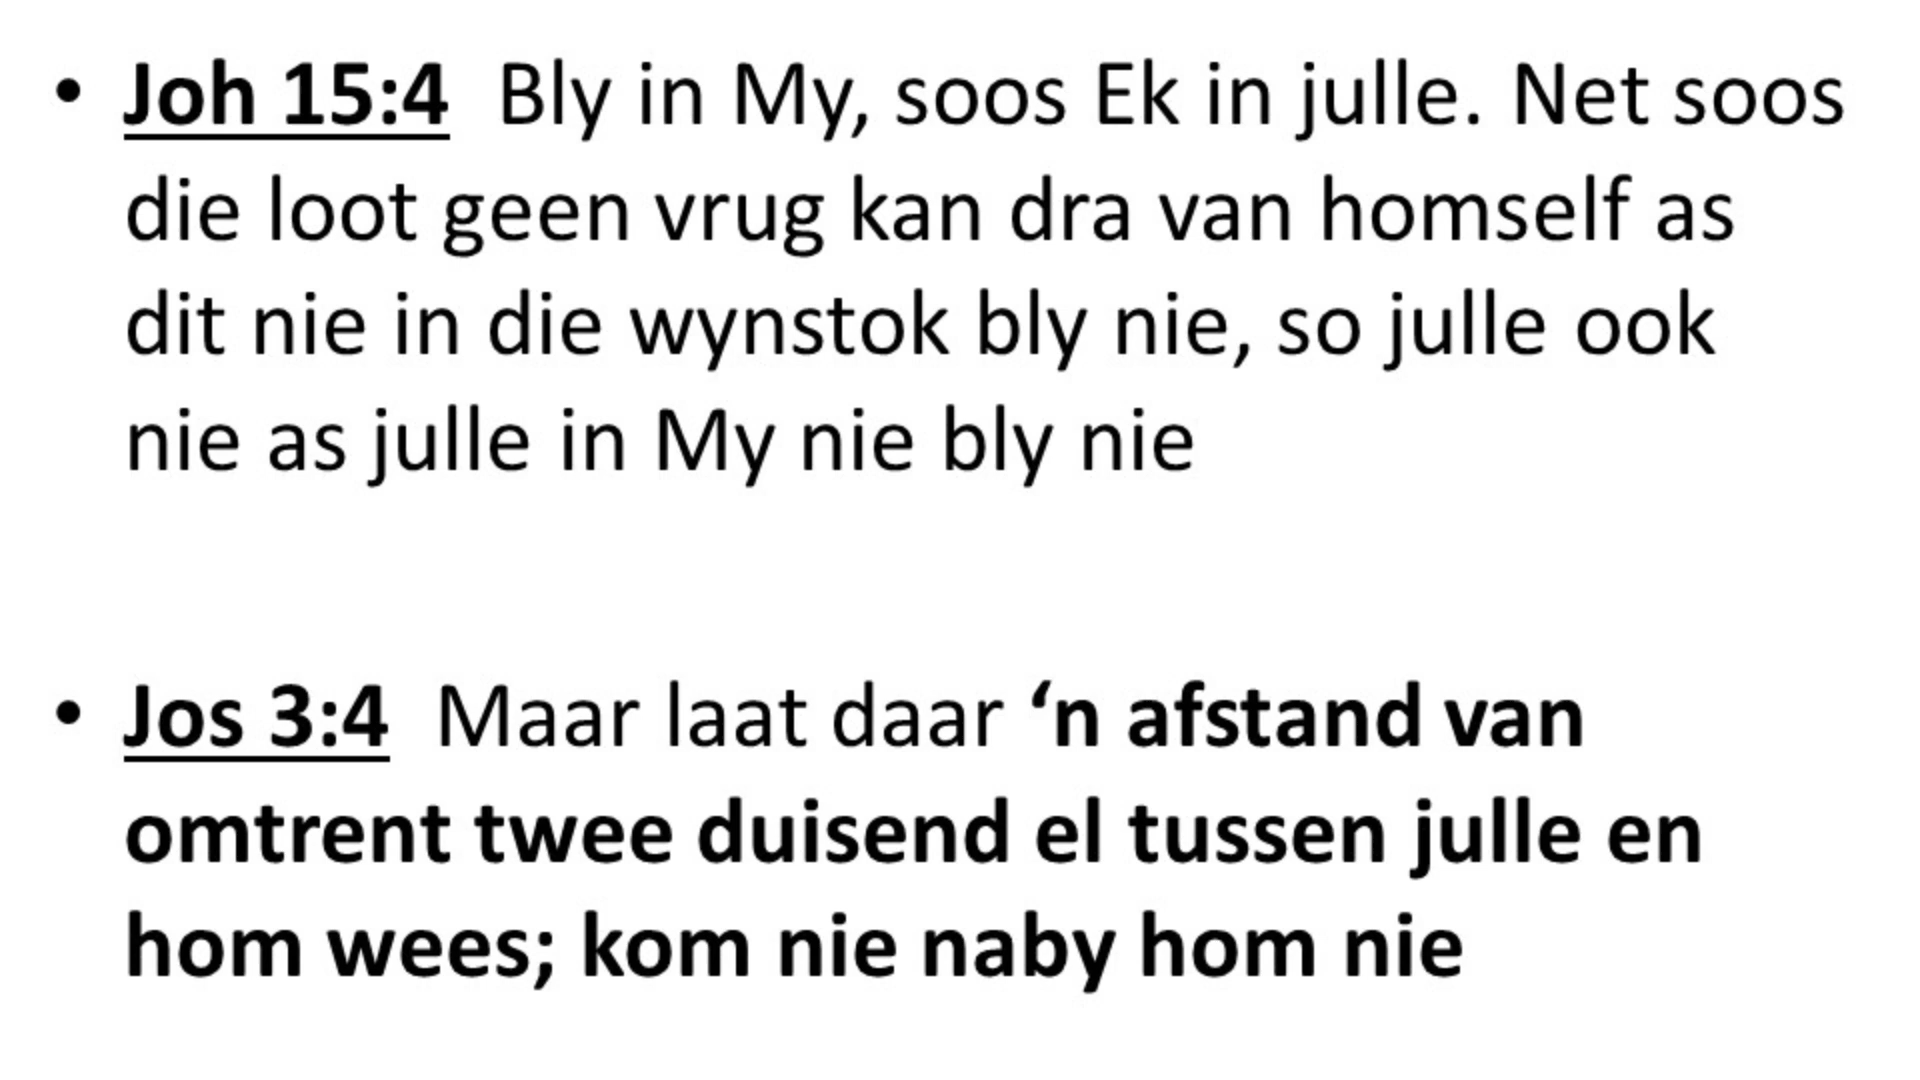 • Joh 15:4 Bly in My, soos Ek in julle. Net soos
die loot geen vrug kan dra van homself as
dit nie in die wynstok bly nie, so julle ook
nie as julle in My nie bly nie
• Jos 3:4 Maar laat daar ‘n afstand van
omtrent twee duisend el tussen julle en
hom wees; kom nie naby hom nie